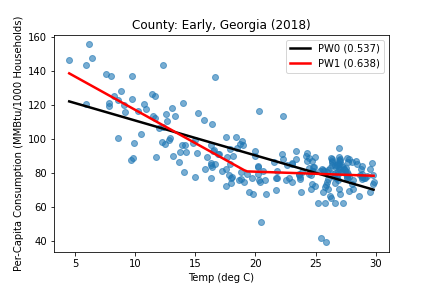 County: Early, Georgia (2018)
Per-Capita Consumption (MMBtu/1000 Households)
160
140
120
100
80
60
40
PW0 (0.537)
PW1 (0.638)
5 10 15 20 25 30
Temp (deg C)